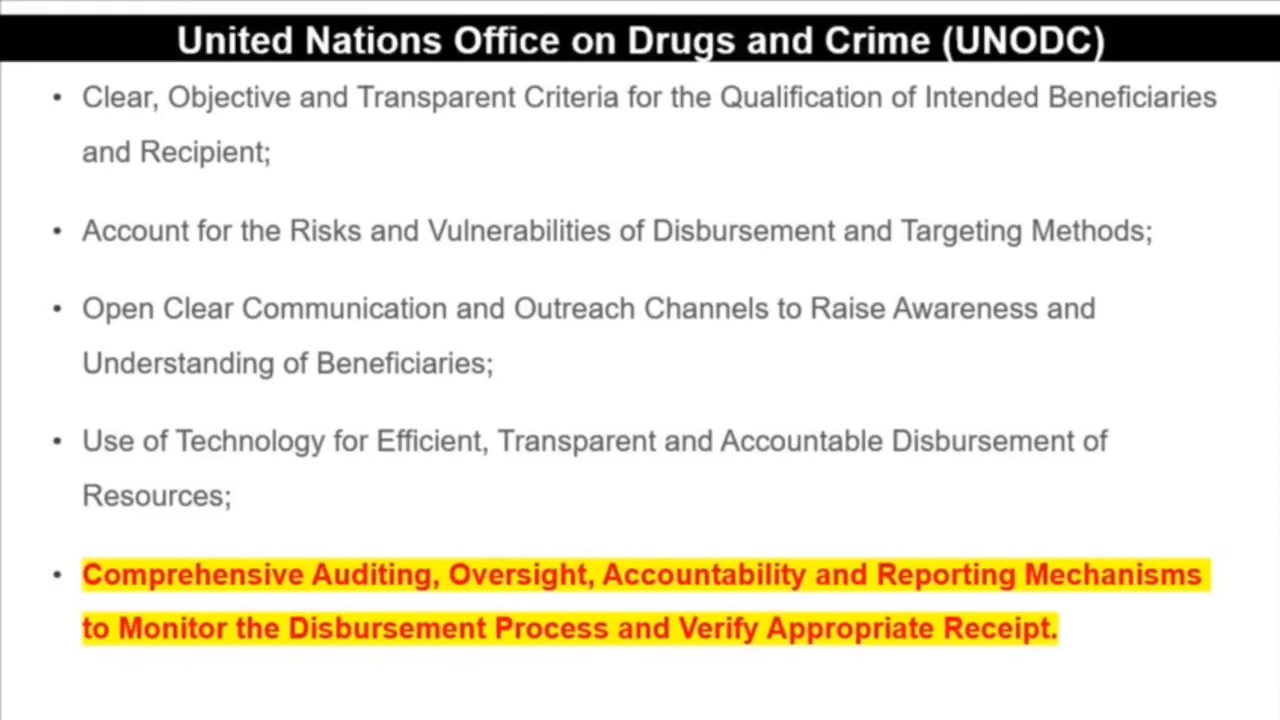 United Nations Office on Drugs and Crime (UNODC)
• Clear, Objective and Transparent Criteria for the Qualification of Intended Beneficiaries
and Recipient;
• Account for the Risks and Vulnerabilities of Disbursement and Targeting Methods;
• Open Clear Communication and Outreach Channels to Raise Awareness and
Understanding of Beneficiaries;
• Use of Technology for Efficient, Transparent and Accountable Disbursement of
Resources;
• Comprehensive Auditing, Oversight, Accountability and Reporting Mechanisms
to Monitor the Disbursement Process and Verify Appropriate Receipt.